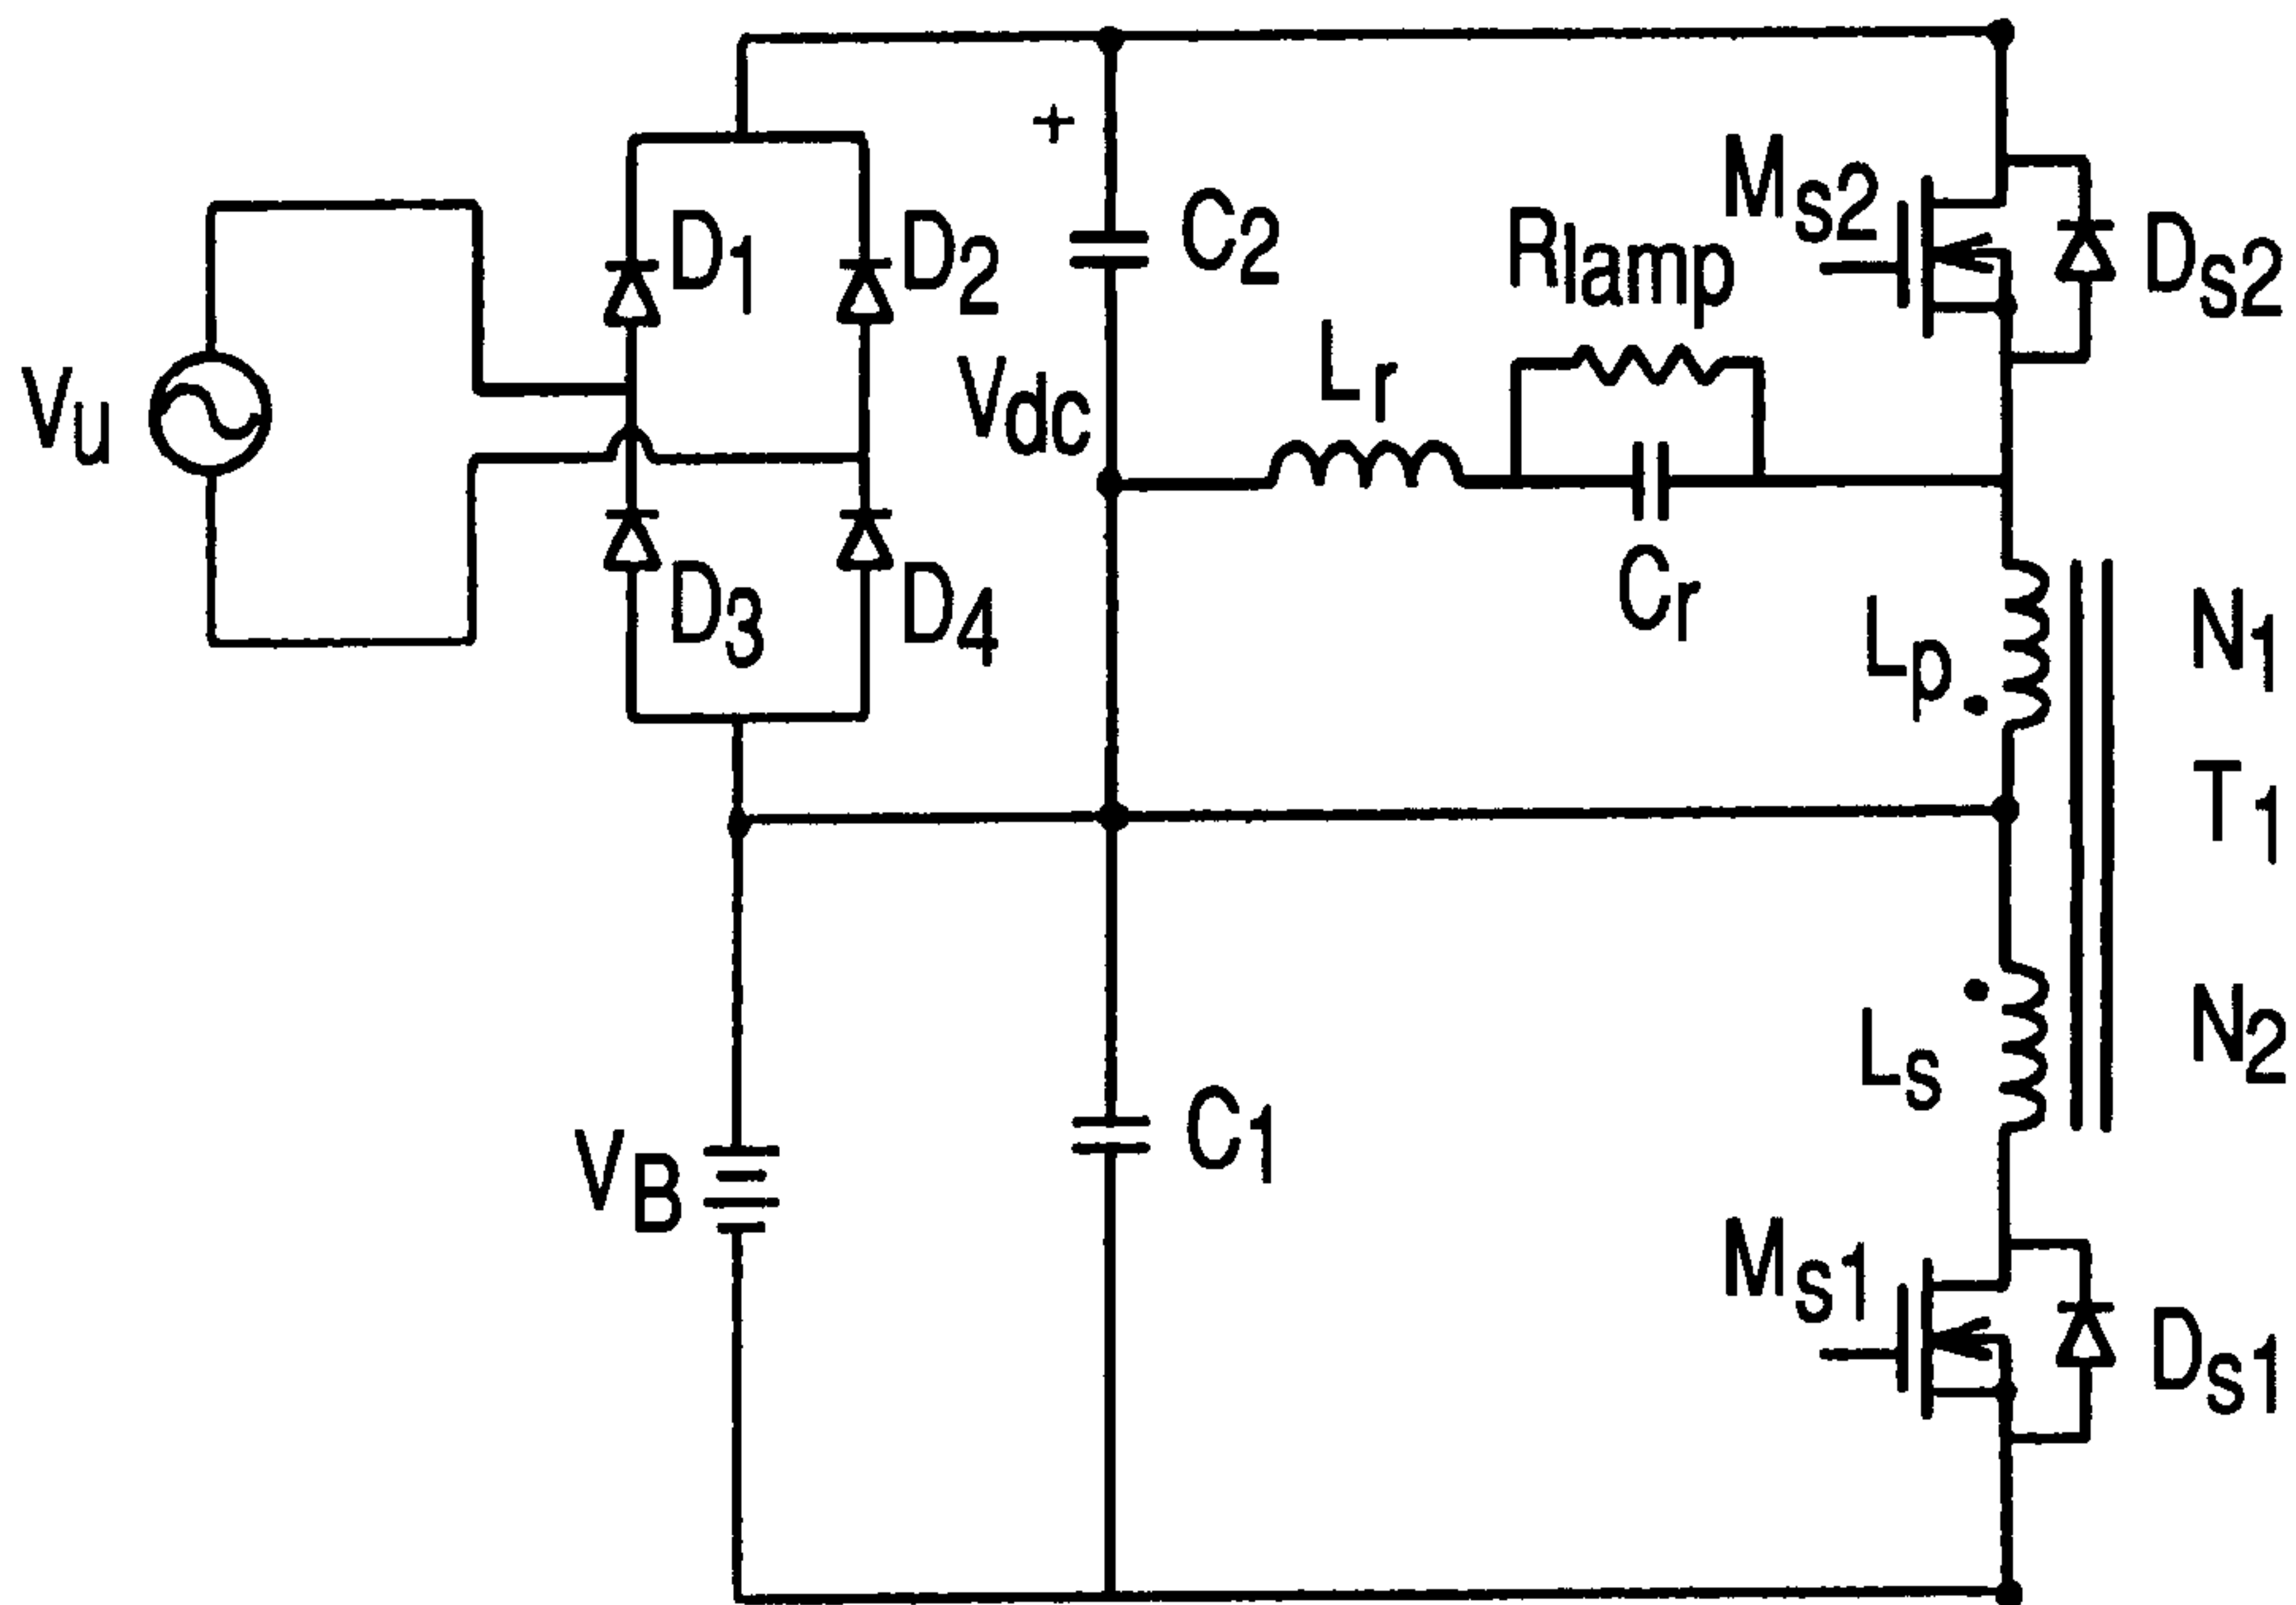 +
Vu
D1
D2
D3
D4
Vdc
C2
Lr
Rlamp
Cr
Ms2
Ds2
Lp
N1
T1
Ls
N2
VB
C1
Ms1
Ds1